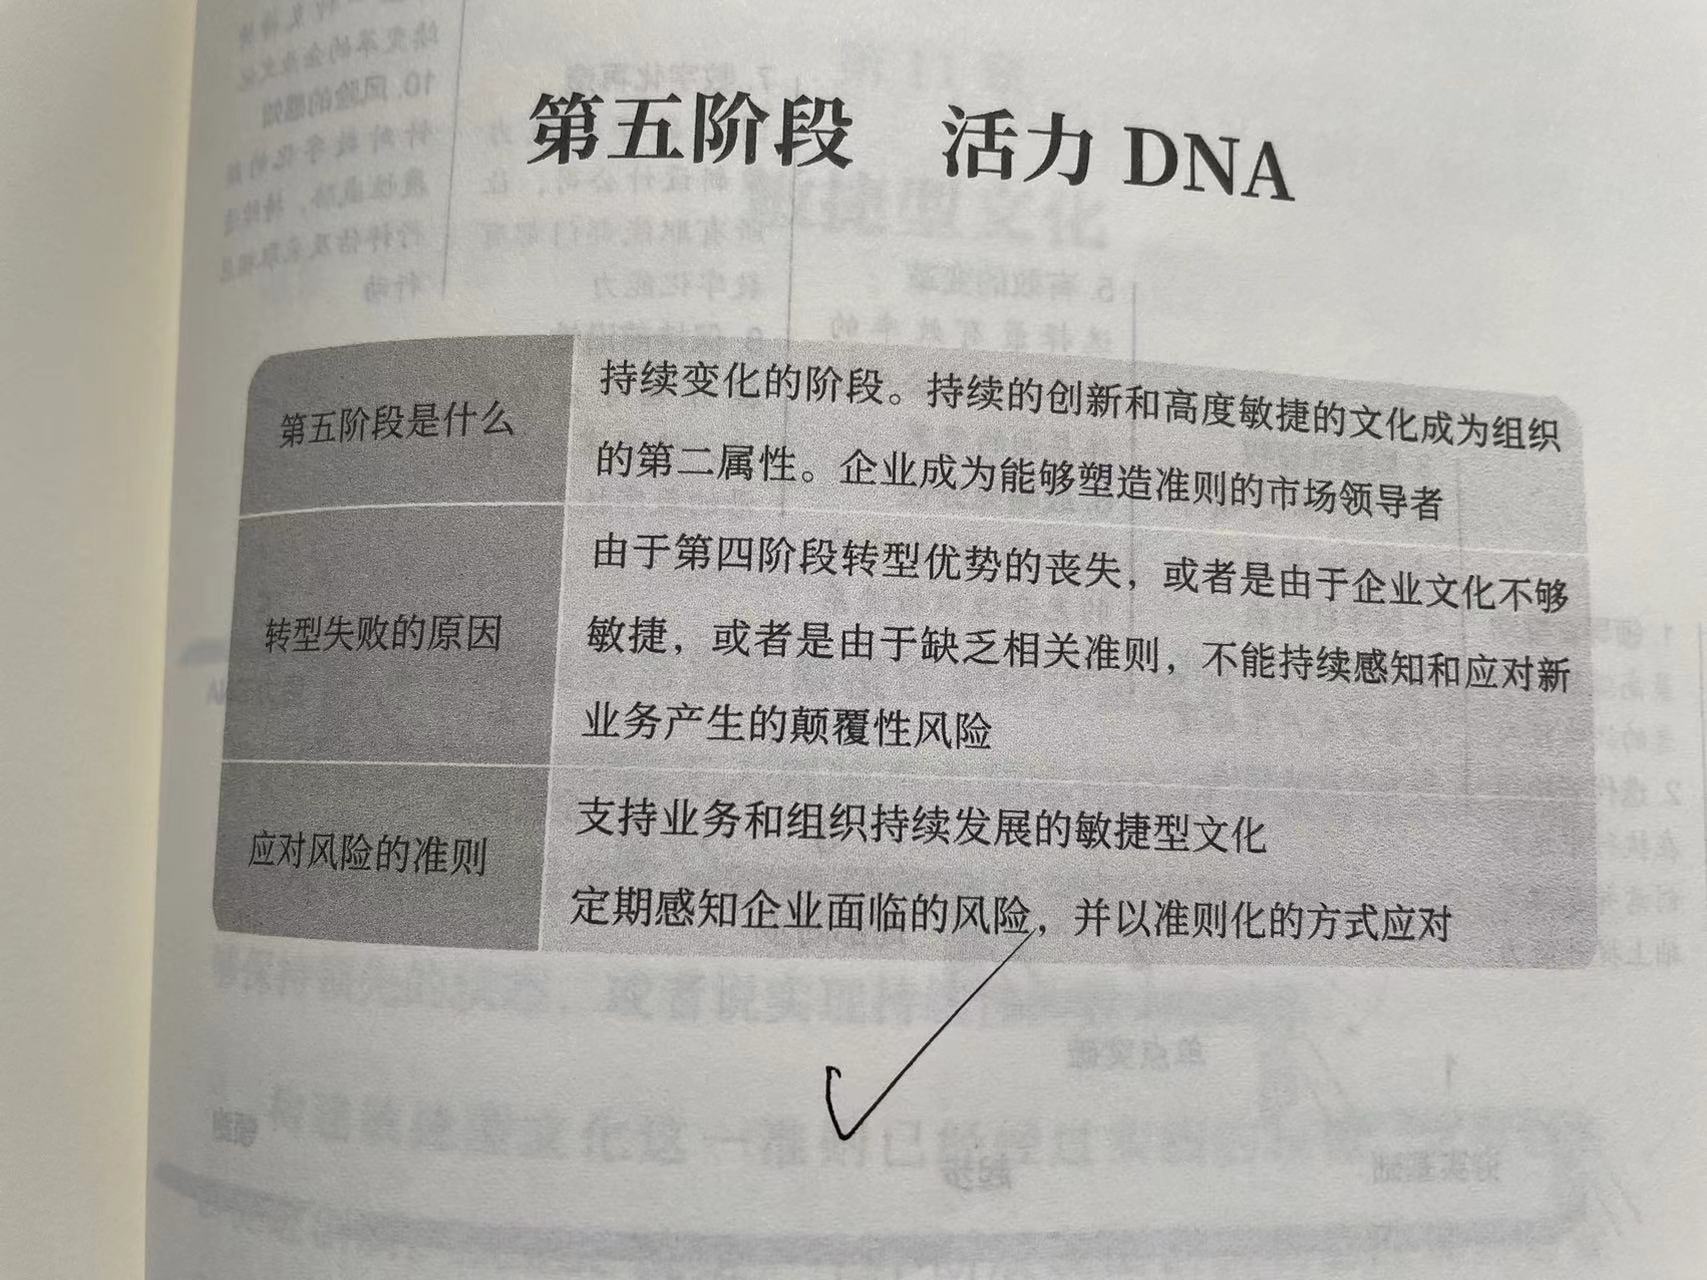 第五阶段 活力 DNA
第五阶段是什么
持续变化的阶段。持续的创新和高度敏捷的文化成为组织
的第二属性。企业成为能够塑造准则的市场领导者
转型失败的原因
由于第四阶段转型优势的丧失，或者是由于企业文化不够
敏捷，或者是由于缺乏相关准则，不能持续感知和应对新
业务产生的颠覆性风险
应对风险的准则
支持业务和组织持续发展的敏捷型文化
定期感知企业面临的风险，并以准则化的方式应对